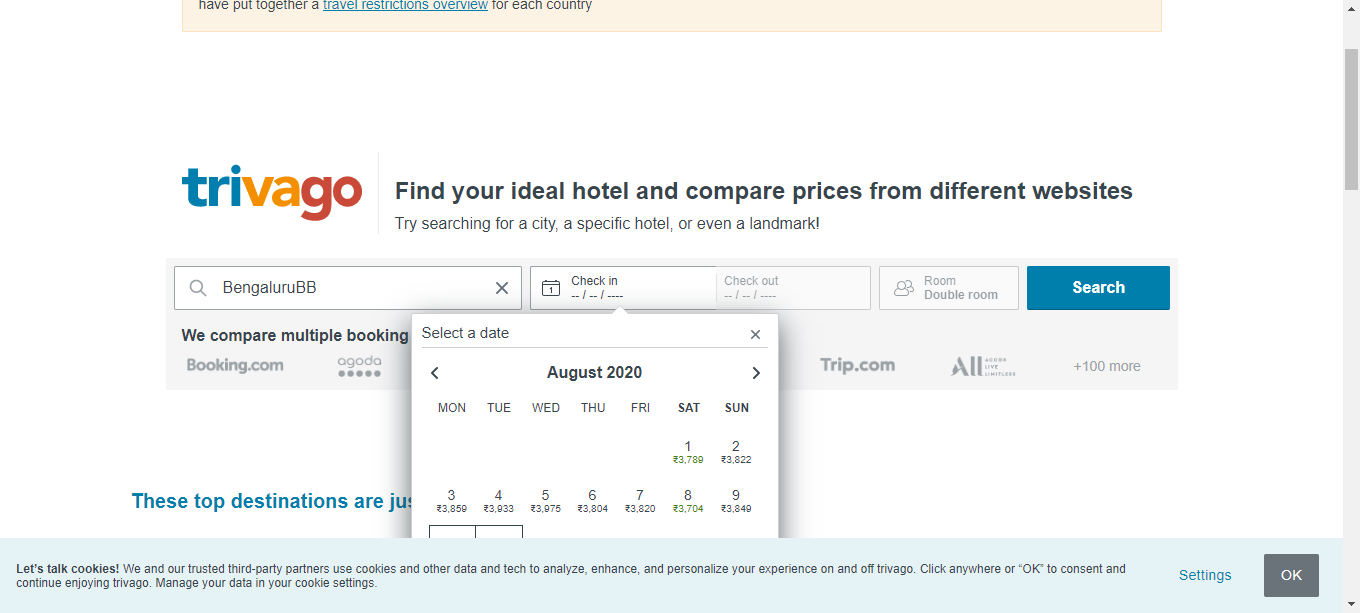 have put together a travel restrictions overview for each country
trivago
Find your ideal hotel and compare prices from different websites
Try searching for a city, a specific hotel, or even a landmark!
BengaluruBB
1
Check in
-- / -- / ----
Check out
-- / -- / ----
Room
Double room
Search
We compare multiple booking
Booking.com
agoda
Trip.com
ALL ACCOR LIVE LIMITLESS
+100 more
Select a date
August 2020
MON TUE WED THU FRI SAT SUN
1 2
₹3,789 ₹3,822
3 4 5 6 7 8 9
₹3,859 ₹3,933 ₹3,975 ₹3,804 ₹3,820 ₹3,704 ₹3,849
These top destinations are jus
Let's talk cookies! We and our trusted third-party partners use cookies and other data and tech to analyze, enhance, and personalize your experience on and off trivago. Click anywhere or “OK” to consent and
continue enjoying trivago. Manage your data in your cookie settings.
Settings
OK